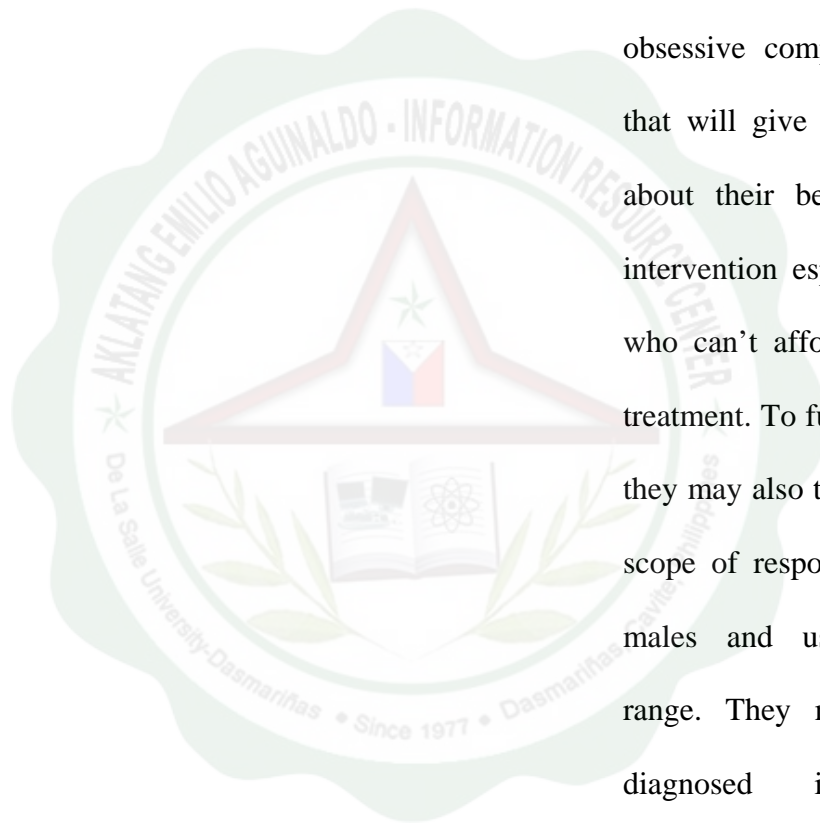 obsessive com
that will give
about their be
intervention es
who can't affo
treatment. To fu
they may also t
scope of respo
males and us
range. They
diagnosed i
AKLATANG EMILIO AGUINALDO - INFORMATION RESOURCE CENTER
De La Salle University-Dasmariñas • Since 1977 • Dasmariñas, Cavite, Philippines